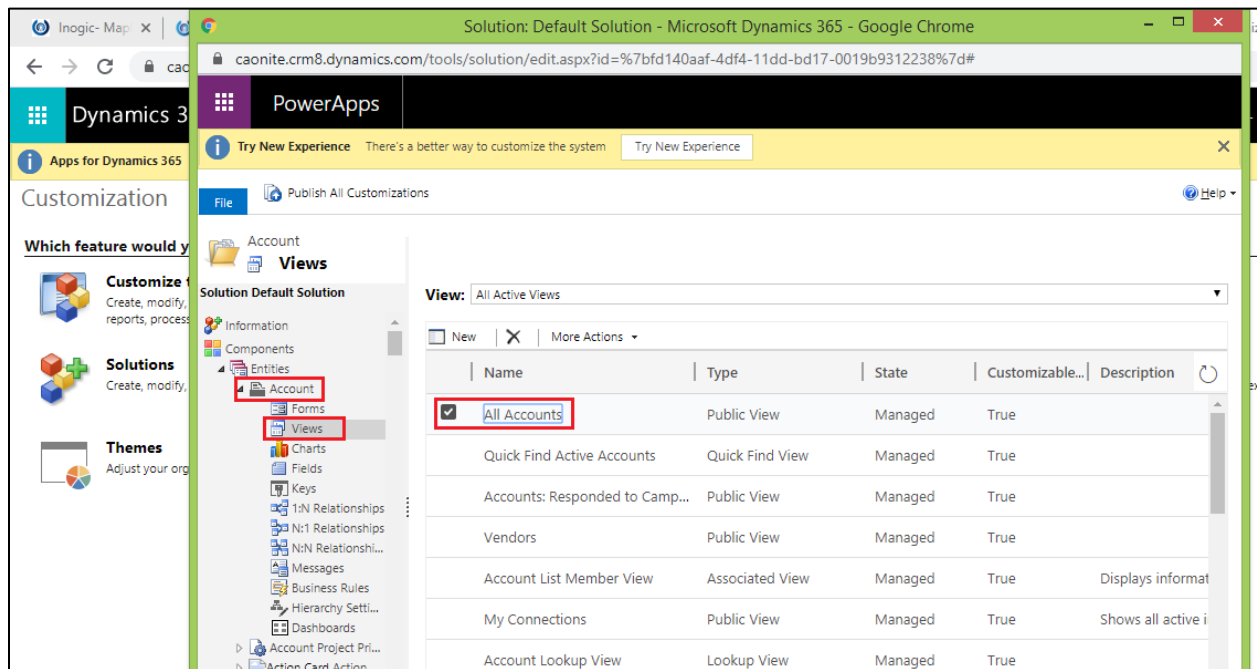 Inogic- Map
Solution: Default Solution - Microsoft Dynamics 365 - Google Chrome
caonite.crm8.dynamics.com/tools/solution/edit.aspx?id=%7bfd140aaf-4df4-11dd-bd17-0019b9312238%7d#
Dynamics 3
PowerApps
Apps for Dynamics 365
Try New Experience There's a better way to customize the system Try New Experience
Customization
File
Publish All Customizations
Help
Which feature would y
Customize
Create, modify,
reports, process
Solutions
Create, modify,
Themes
Adjust your org
Account
Views
Solution Default Solution
Information
Components
Entities
Account
Forms
Views
Charts
Fields
Keys
1:N Relationships
N:1 Relationships
N:N Relationshi...
Messages
Business Rules
Hierarchy Setti...
Dashboards
Account Project Pri...
Action Card Action
View: All Active Views
New More Actions
Name Type State Customizable... Description
All Accounts Public View Managed True
Quick Find Active Accounts Quick Find View Managed True
Accounts: Responded to Camp... Public View Managed True
Vendors Public View Managed True
Account List Member View Associated View Managed True Displays informat
My Connections Public View Managed True Shows all active i
Account Lookup View Lookup View Managed True